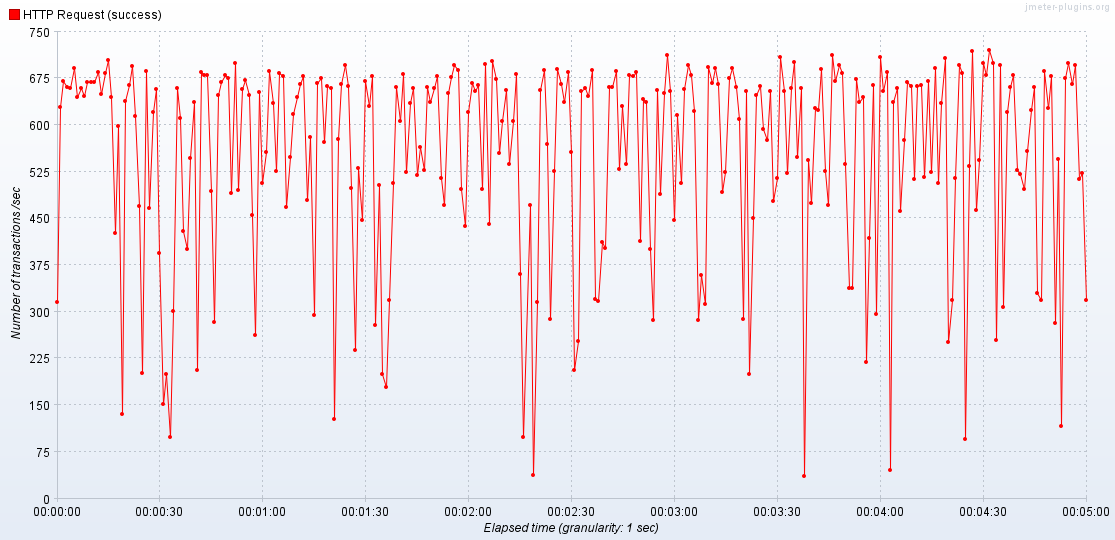 HTTP Request (success)
jmeter-plugins.org
750
675
600
525
450
375
300
225
150
75
0
Number of transactions /sec
00:00:00 00:00:30 00:01:00 00:01:30 00:02:00 00:02:30 00:03:00 00:03:30 00:04:00 00:04:30 00:05:00
Elapsed time (granularity: 1 sec)